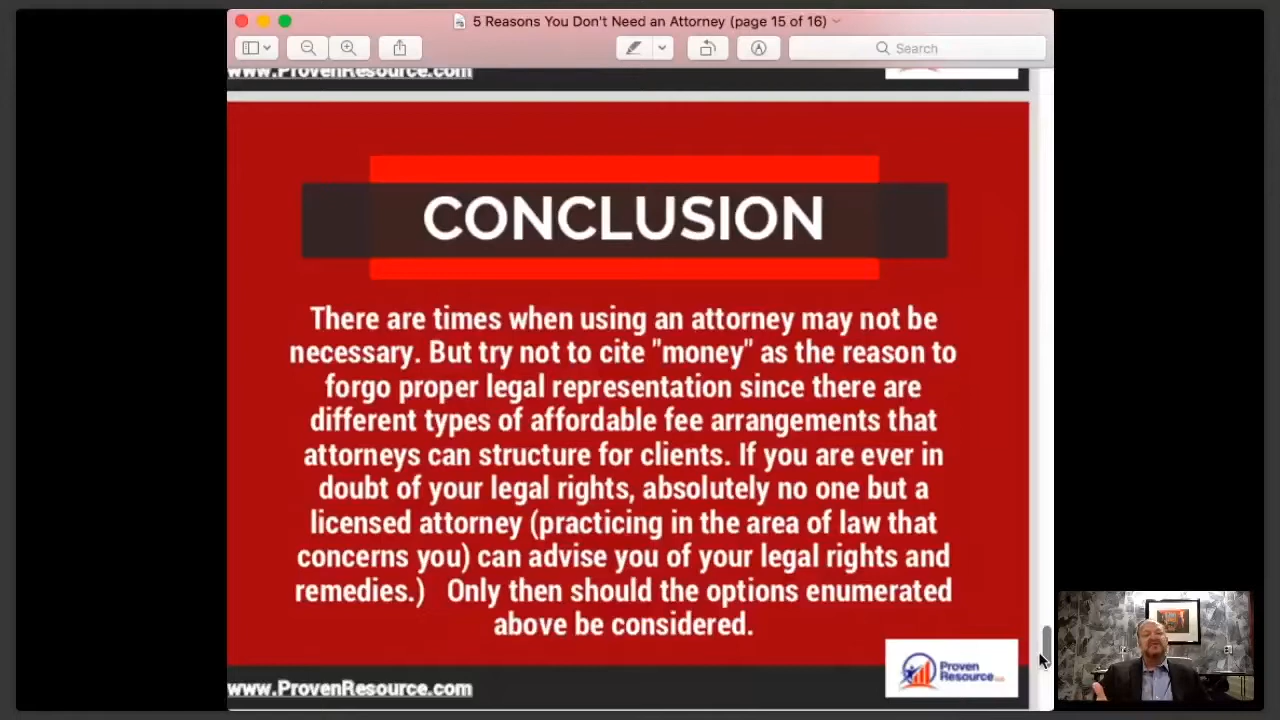 5 Reasons You Don't Need an Attorney (page 15 of 16)
Search
www.ProvenResource.com
CONCLUSION
There are times when using an attorney may not be
necessary. But try not to cite "money" as the reason to
forgo proper legal representation since there are
different types of affordable fee arrangements that
attorneys can structure for clients. If you are ever in
doubt of your legal rights, absolutely no one but a
licensed attorney (practicing in the area of law that
concerns you) can advise you of your legal rights and
remedies.) Only then should the options enumerated
above be considered.
Proven
Resource
www.ProvenResource.com